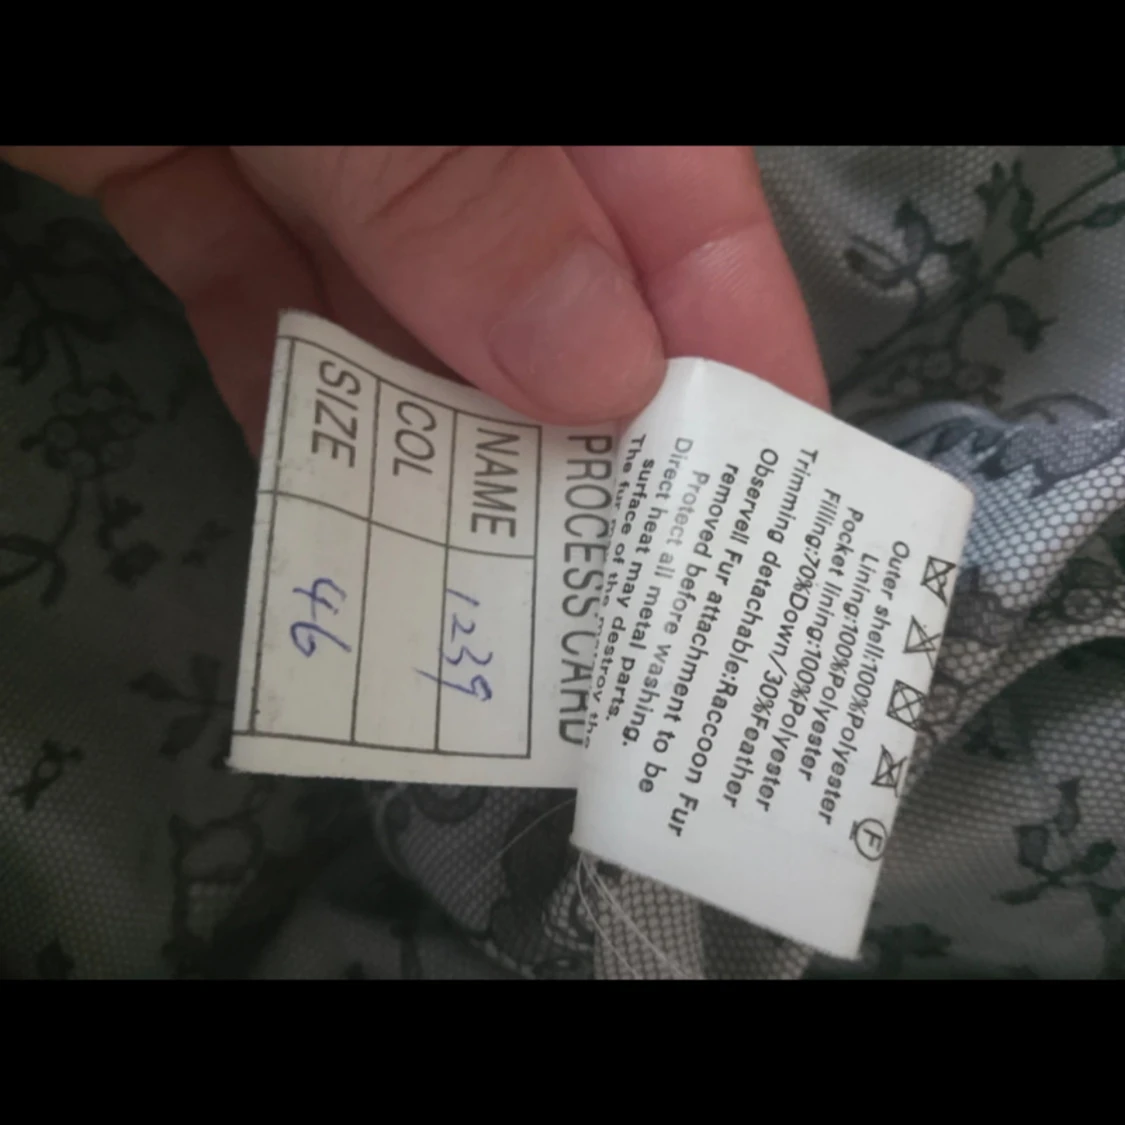 PROCESS CARD
NAME 1239
COL
SIZE 46
F
Outer shell:100%Polyester
Lining:100%Polyester
Pocket lining:100%Polyester
Filling:70%Down/30%Feather
Trimming detachable:Raccoon Fur
Observell Fur attachment to be
removed before washing.
Protect all metal parts.
Direct heat may destroy the
surface of the
The fur